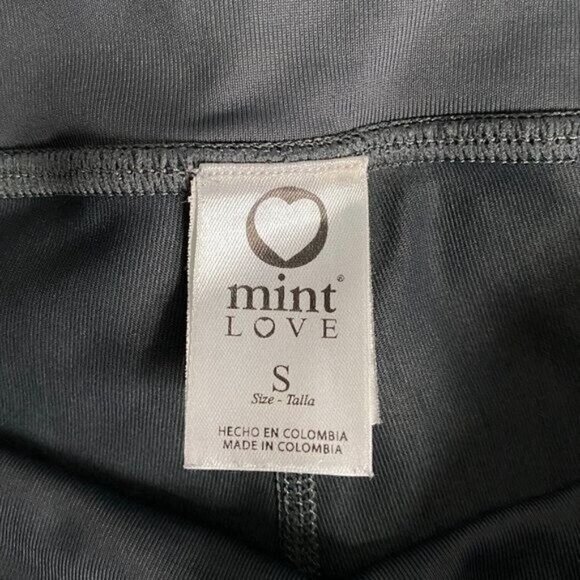 mint®
LOVE
S
Size - Talla
HECHO EN COLOMBIA
MADE IN COLOMBIA